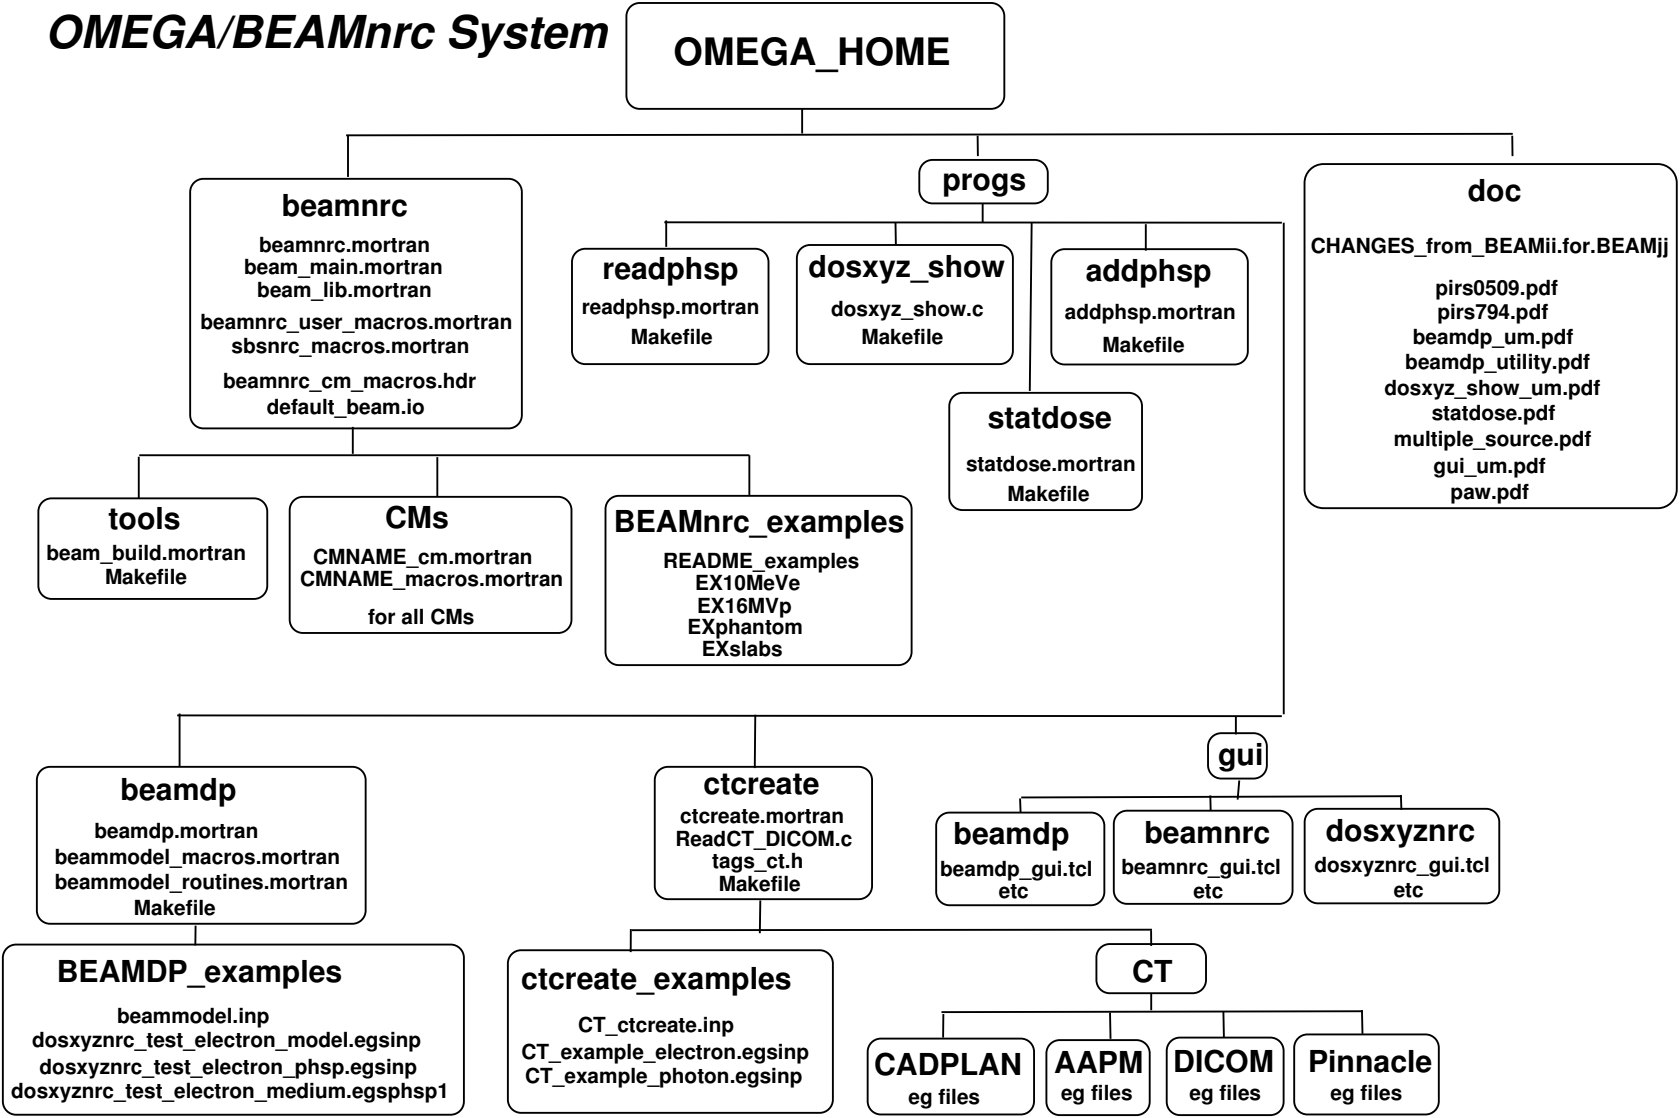 OMEGA/BEAMnrc System
OMEGA_HOME
beamnrc
beamnrc.mortran
beam_main.mortran
beam_lib.mortran
beamnrc_user_macros.mortran
sbsnrc_macros.mortran
beamnrc_cm_macros.hdr
default_beam.io
progs
readphsp
readphsp.mortran
Makefile
dosxyz_show
dosxyz_show.c
Makefile
addphsp
addphsp.mortran
Makefile
statdose
statdose.mortran
Makefile
doc
CHANGES_from_BEAMii.for.BEAMjj
pirs0509.pdf
pirs794.pdf
beamdp_um.pdf
beamdp_utility.pdf
dosxyz_show_um.pdf
statdose.pdf
multiple_source.pdf
gui_um.pdf
paw.pdf
tools
beam_build.mortran
Makefile
CMs
CMNAME_cm.mortran
CMNAME_macros.mortran
for all CMs
BEAMnrc_examples
README_examples
EX10MeVe
EX16MVp
EXphantom
EXslabs
beamdp
beamdp.mortran
beammodel_macros.mortran
beammodel_routines.mortran
Makefile
BEAMDP_examples
beammodel.inp
dosxyznrc_test_electron_model.egsinp
dosxyznrc_test_electron_phsp.egsinp
dosxyznrc_test_electron_medium.egsphsp1
ctcreate
ctcreate.mortran
ReadCT_DICOM.c
tags_ct.h
Makefile
ctcreate_examples
CT_ctcreate.inp
CT_example_electron.egsinp
CT_example_photon.egsinp
gui
beamdp
beamdp_gui.tcl
etc
beamnrc
beamnrc_gui.tcl
etc
dosxyznrc
dosxyznrc_gui.tcl
etc
CT
CADPLAN
eg files
AAPM
eg files
DICOM
eg files
Pinnacle
eg files